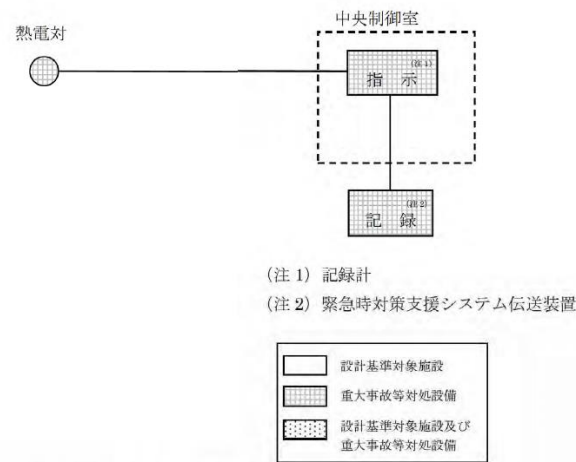 中央制御室
熱電対
(注1)
指 示
(注2)
記 録
(注1) 記録計
(注2) 緊急時対策支援システム伝送装置
設計基準対象施設
重大事故等対処設備
設計基準対象施設及び
重大事故等対処設備